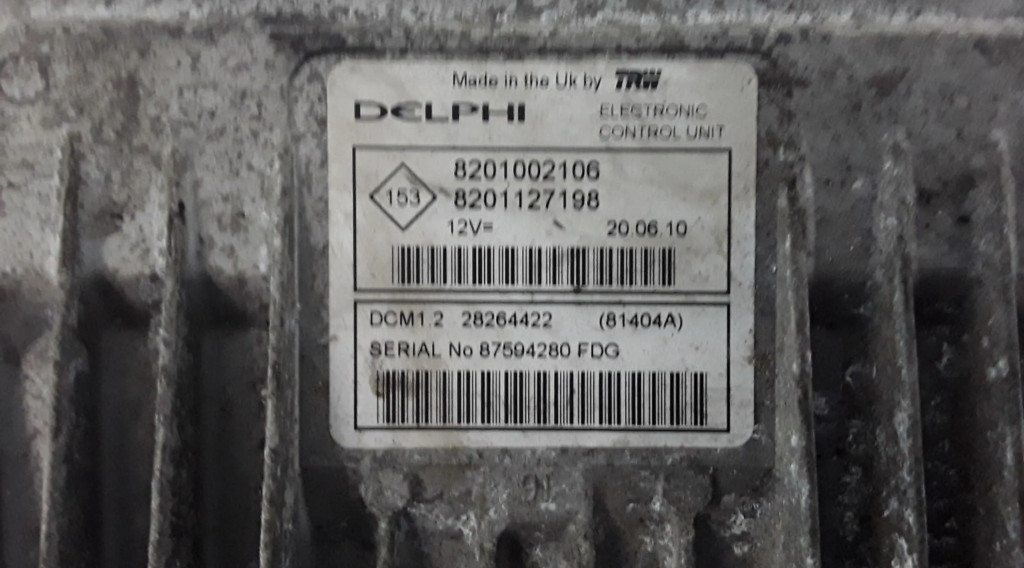 Made in the Uk by TRW
DELPHI
ELECTRONIC
CONTROL UNIT
153
8201002106
8201127198
12V=
20.06.10
DCM1.2 28264422 (81404A)
SERIAL No 87594280 FDG